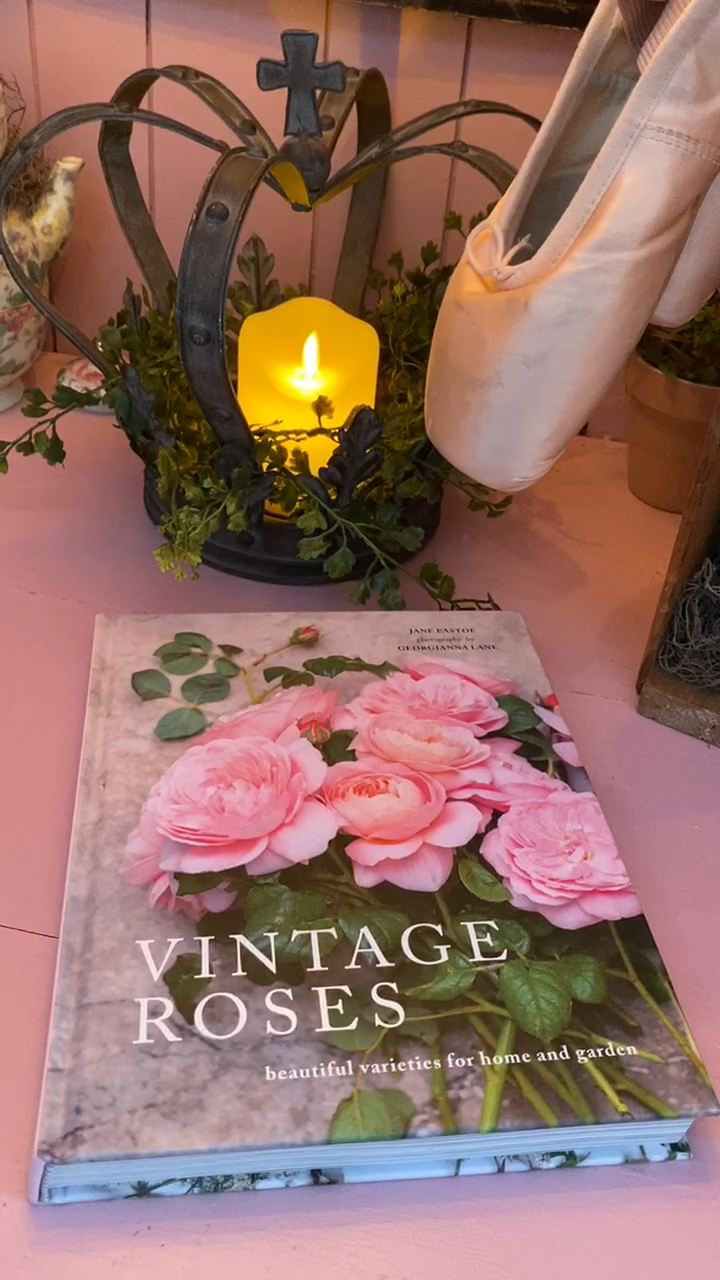 JANE EASTOE
photography by
GEORGIANNA LANE
VINTAGE
ROSES
beautiful varieties for home and garden